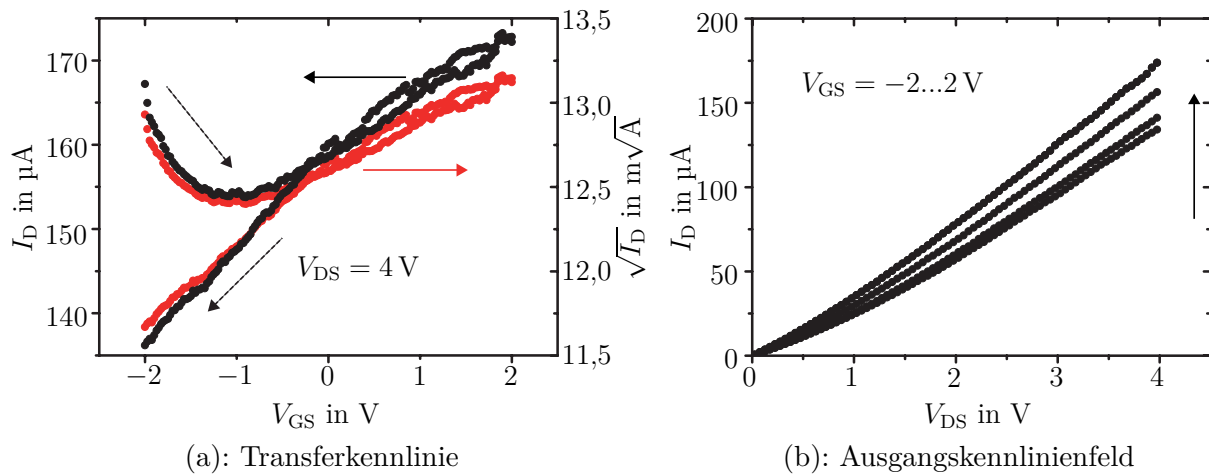 170
160
150
140
I_D in µA
−2
−1
0
1
2
V_GS in V
13,5
13,0
12,5
12,0
11,5
√I_D in m√A
V_DS = 4 V
(a): Transferkennlinie
200
150
100
50
0
I_D in µA
V_GS = −2...2 V
0
1
2
3
4
V_DS in V
(b): Ausgangskennlinienfeld